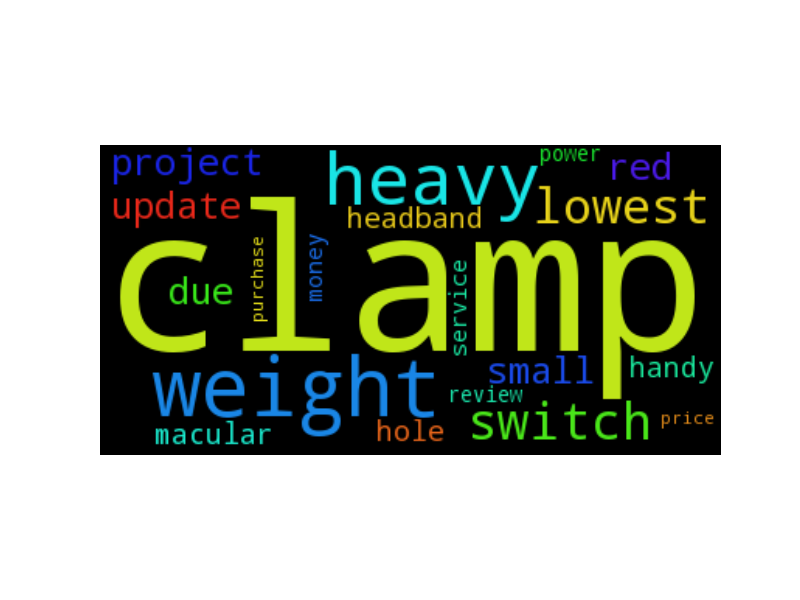 project
heavy
power
red
update
headband
lowest
clamp
due
purchase
money
service
weight
small
handy
review
macular
hole
switch
price